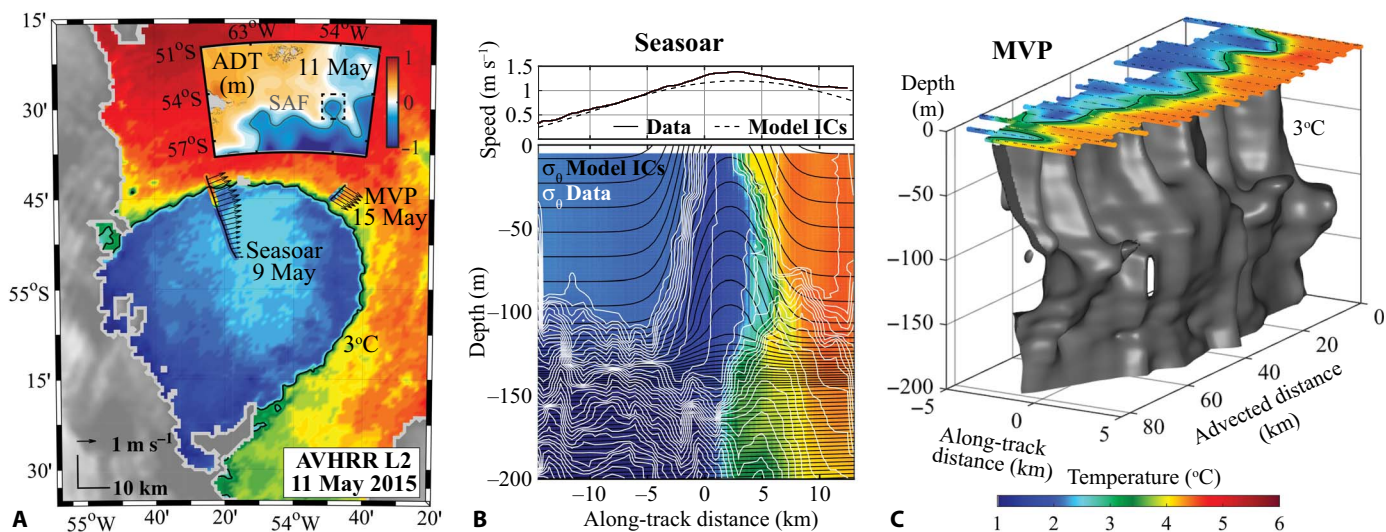 15'
30'
45'
55°S
15'
30'
55°W
40'
20'
54°W
40'
20'
63°W
54°W
51°S
54°S
57°S
ADT
(m)
11 May
SAF
1
0
−1
MVP
15 May
Seasoar
9 May
3°C
1 m s⁻¹
10 km
AVHRR L2
11 May 2015
A
Seasoar
Speed (m s⁻¹)
1.5
1
0.5
Data
Model ICs
σθ Model ICs
σθ Data
Depth (m)
0
−50
−100
−150
−200
−10
−5
0
5
10
Along-track distance (km)
B
MVP
Depth
(m)
0
−50
−100
−150
−200
3°C
−5
0
5
Along-track
distance (km)
80
60
40
20
0
Advected distance
(km)
Temperature (°C)
1
2
3
4
5
6
C